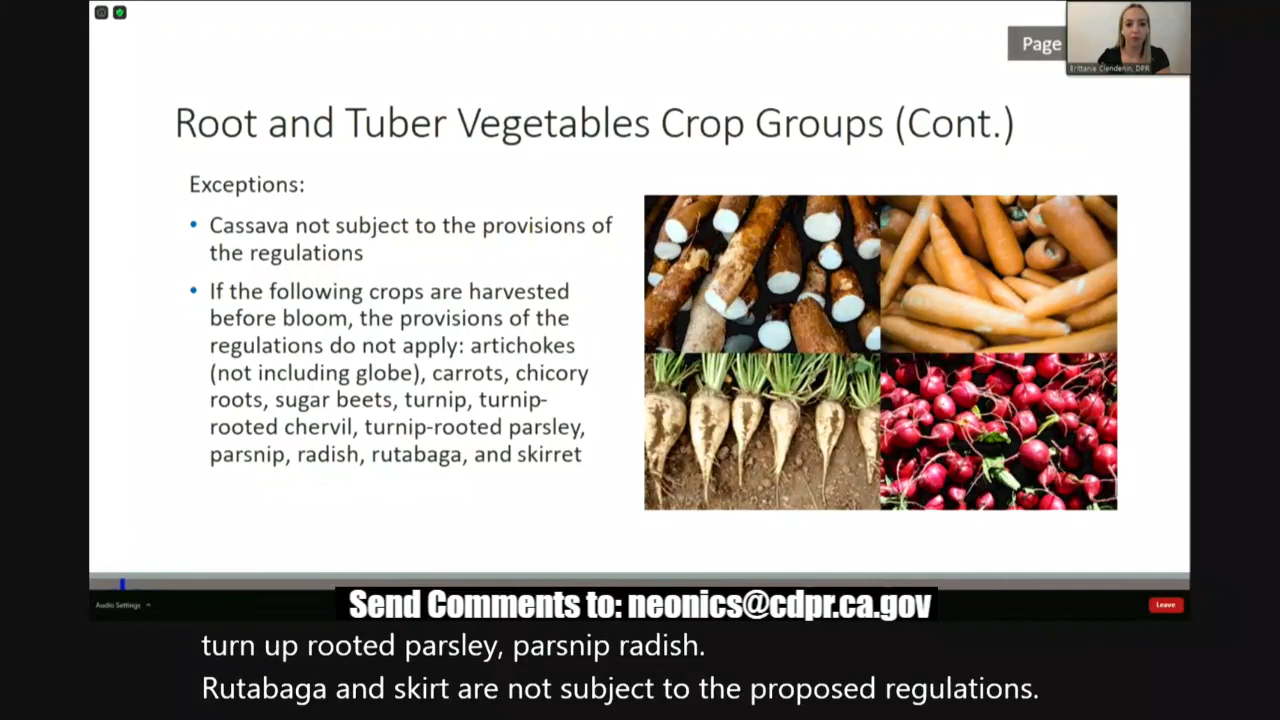 Page
Brittanie Clendenin, DPR
Root and Tuber Vegetables Crop Groups (Cont.)
Exceptions:
• Cassava not subject to the provisions of
the regulations
• If the following crops are harvested
before bloom, the provisions of the
regulations do not apply: artichokes
(not including globe), carrots, chicory
roots, sugar beets, turnip, turnip-
rooted chervil, turnip-rooted parsley,
parsnip, radish, rutabaga, and skirret
Audio Settings
Send Comments to: neonics@cdpr.ca.gov
Leave
turn up rooted parsley, parsnip radish.
Rutabaga and skirt are not subject to the proposed regulations.